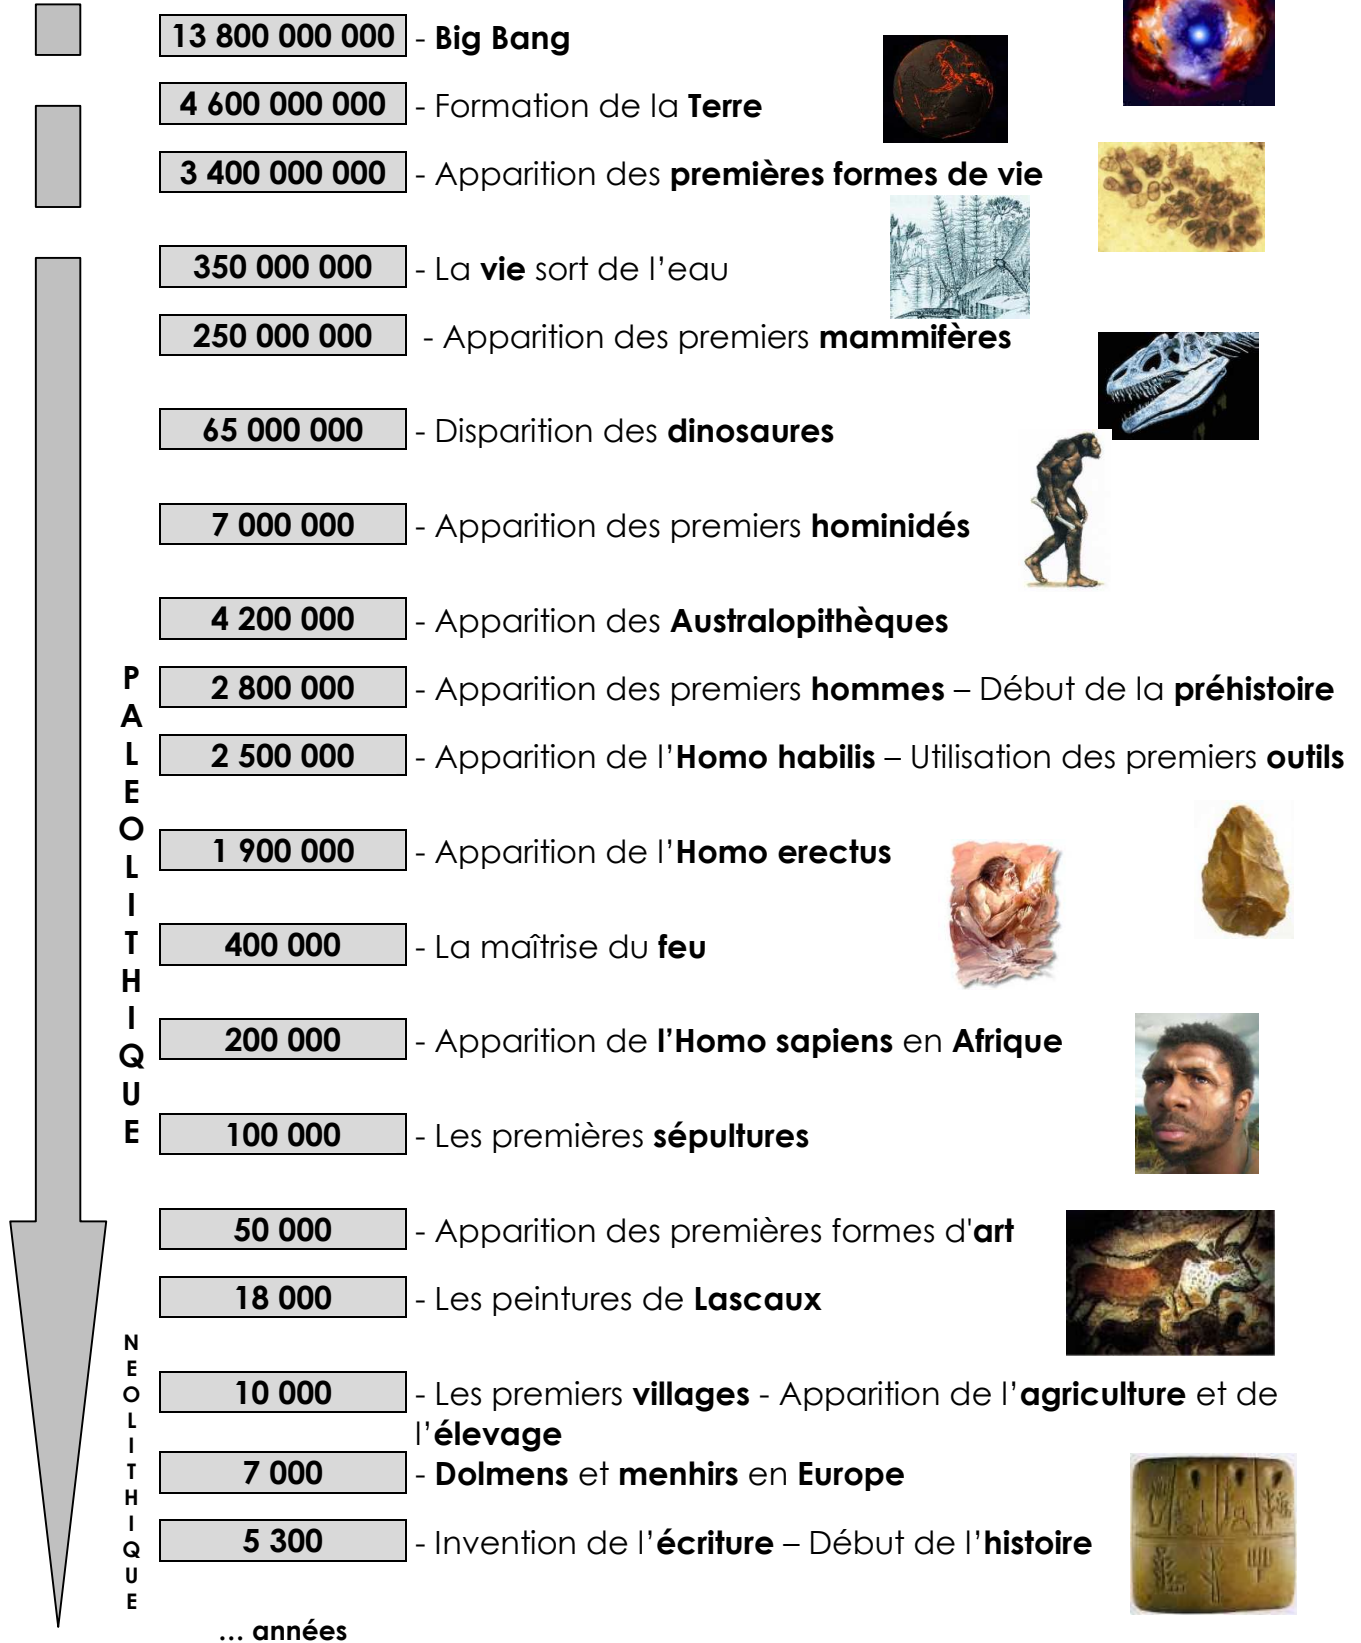 13 800 000 000 - Big Bang
4 600 000 000 - Formation de la Terre
3 400 000 000 - Apparition des premières formes de vie
350 000 000 - La vie sort de l’eau
250 000 000 - Apparition des premiers mammifères
65 000 000 - Disparition des dinosaures
7 000 000 - Apparition des premiers hominidés
4 200 000 - Apparition des Australopithèques
PALEOLITHIQUE
2 800 000 - Apparition des premiers hommes – Début de la préhistoire
2 500 000 - Apparition de l’Homo habilis – Utilisation des premiers outils
1 900 000 - Apparition de l’Homo erectus
400 000 - La maîtrise du feu
200 000 - Apparition de l'Homo sapiens en Afrique
100 000 - Les premières sépultures
50 000 - Apparition des premières formes d'art
18 000 - Les peintures de Lascaux
NEOLITHIQUE
10 000 - Les premiers villages - Apparition de l’agriculture et de
l’élevage
7 000 - Dolmens et menhirs en Europe
5 300 - Invention de l’écriture – Début de l’histoire
... années